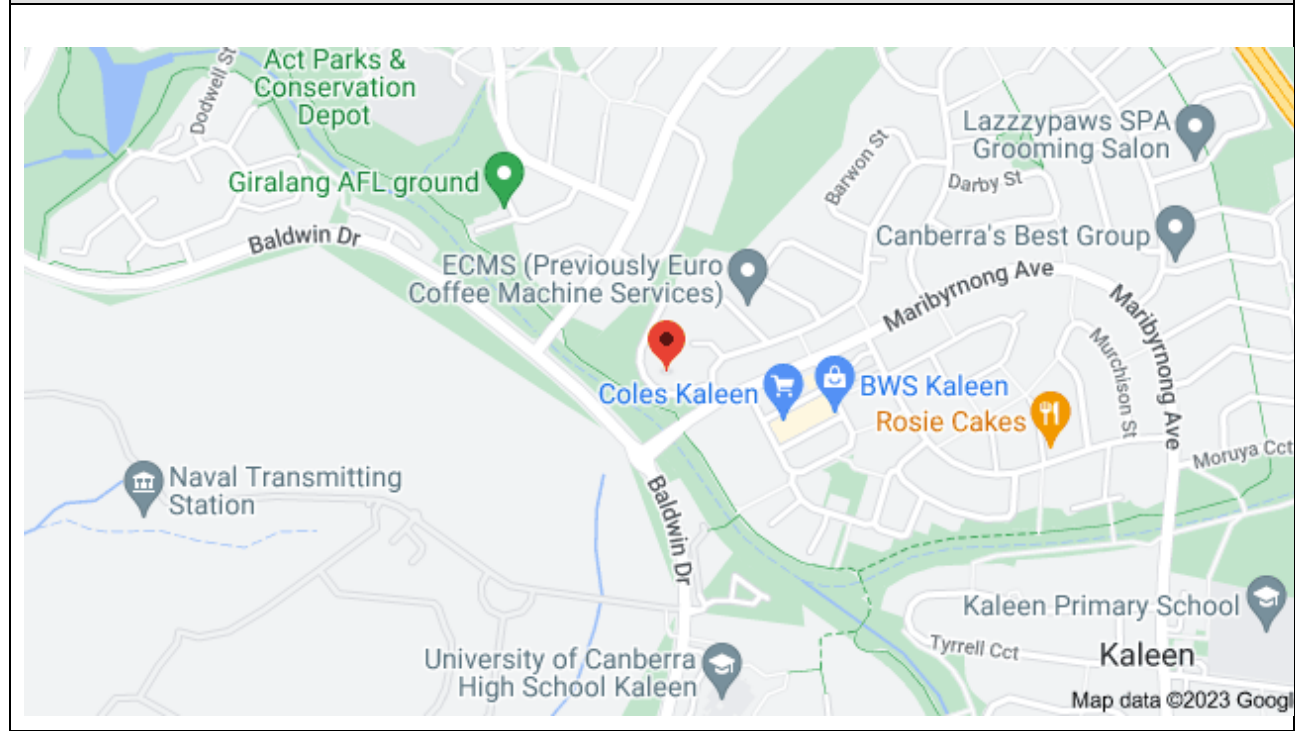 Act Parks &
Conservation
Depot
Dodwell St
Lazzzypaws SPA
Grooming Salon
Barwon St
Darby St
Giralang AFL ground
Baldwin Dr
Canberra's Best Group
ECMS (Previously Euro
Coffee Machine Services)
Maribyrnong Ave
Maribyrnong Ave
Murchison St
Coles Kaleen
BWS Kaleen
Rosie Cakes
Moruya Cct
Naval Transmitting
Station
Baldwin Dr
Kaleen Primary School
Tyrrell Cct
Kaleen
University of Canberra
High School Kaleen
Map data ©2023 Googl